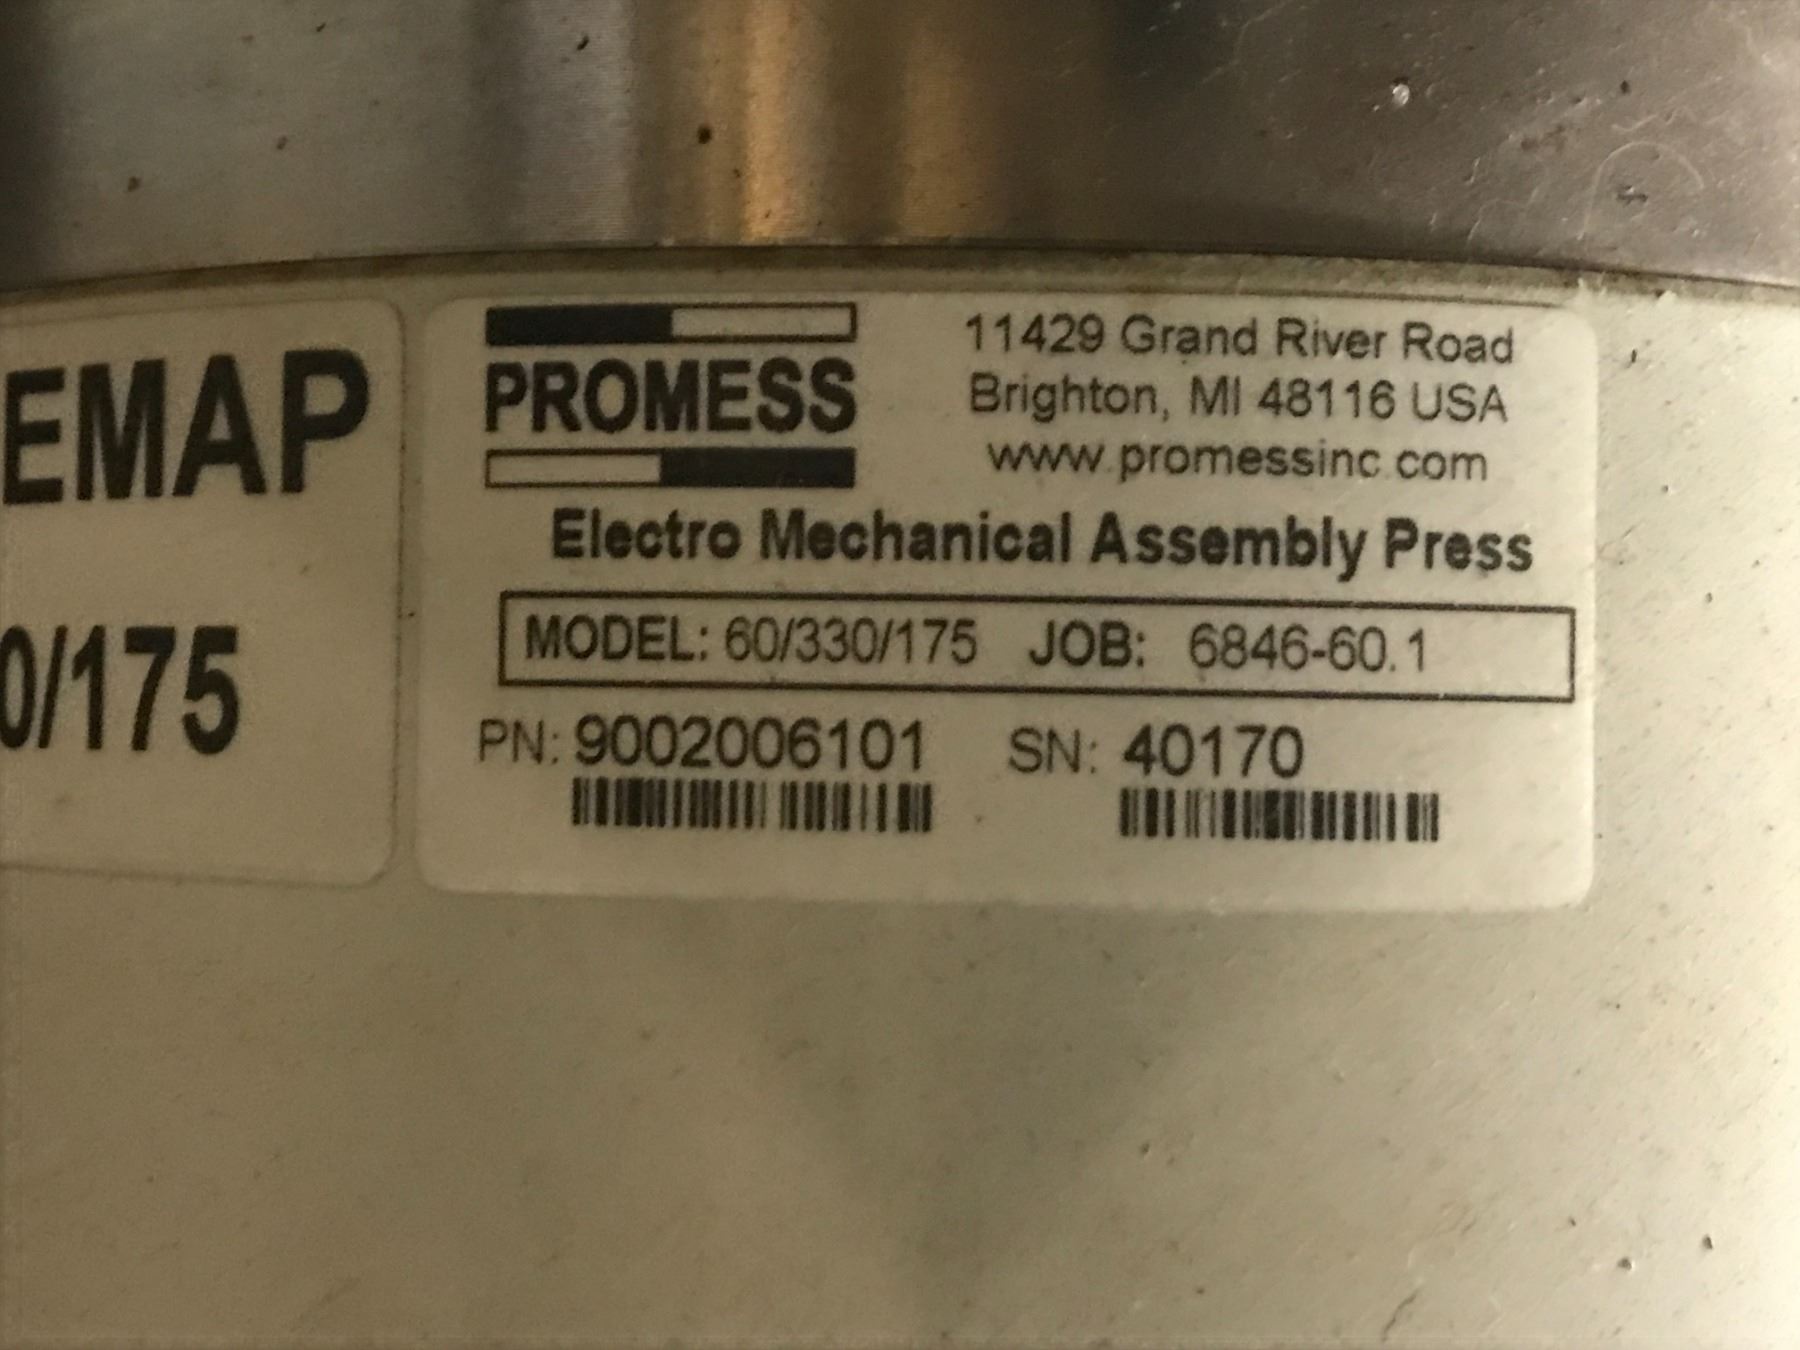 EMAP
0/175
PROMESS
11429 Grand River Road
Brighton, MI 48116 USA
www.promessinc.com
Electro Mechanical Assembly Press
MODEL: 60/330/175 JOB: 6846-60.1
PN: 9002006101 SN: 40170